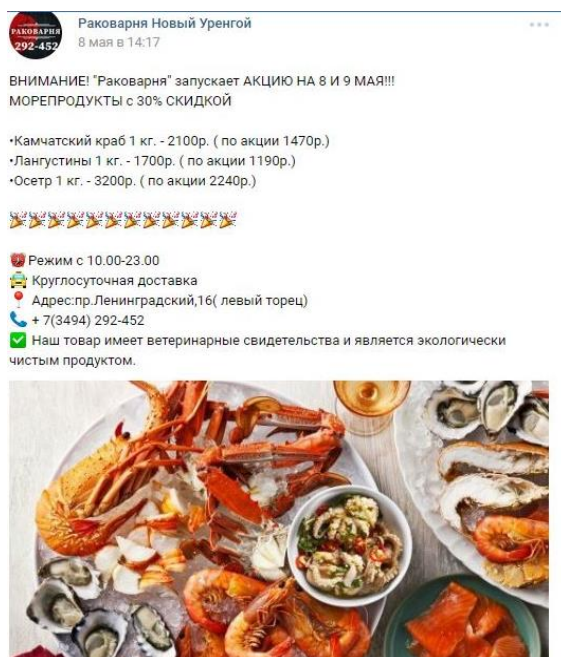 РАКОВАРНЯ
292-452
Раковарня Новый Уренгой
8 мая в 14:17
ВНИМАНИЕ! "Раковарня" запускает АКЦИЮ НА 8 И 9 МАЯ!!!
МОРЕПРОДУКТЫ с 30% СКИДКОЙ
•Камчатский краб 1 кг. - 2100р. ( по акции 1470р.)
•Лангустины 1 кг. - 1700р. ( по акции 1190р.)
•Осетр 1 кг. - 3200р. ( по акции 2240р.)
🎉🎉🎉🎉🎉🎉🎉🎉🎉🎉🎉🎉
👹Режим с 10.00-23.00
🚖 Круглосуточная доставка
📍 Адрес:пр.Ленинградский,16( левый торец)
📞 + 7(3494) 292-452
✅ Наш товар имеет ветеринарные свидетельства и является экологически
чистым продуктом.